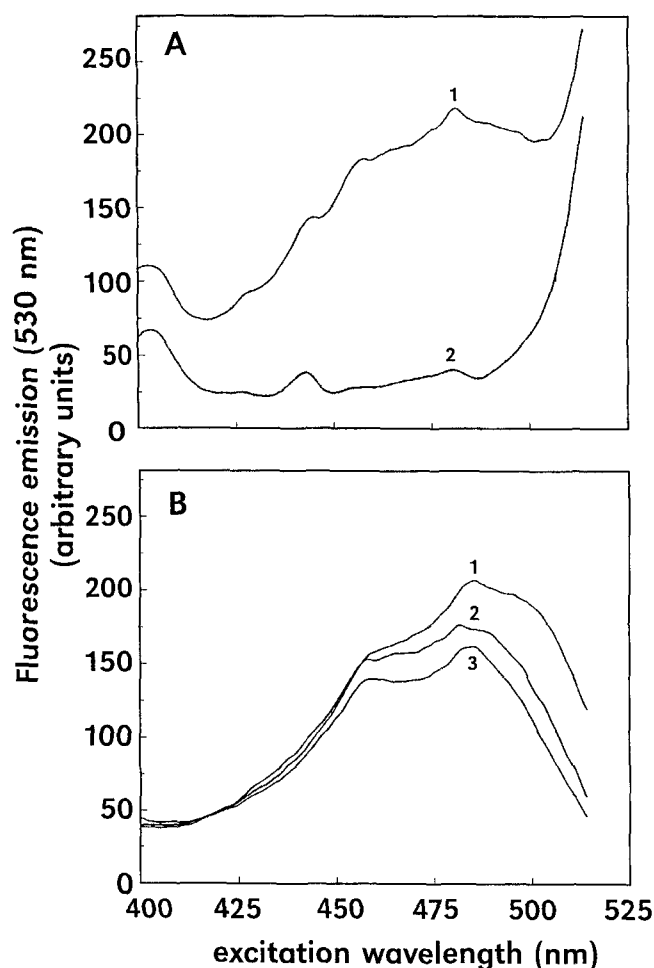 A
250
200
150
100
50
0
1
2
B
250
200
150
100
50
0
1
2
3
400 425 450 475 500 525
excitation wavelength (nm)
Fluorescence emission (530 nm)
(arbitrary units)